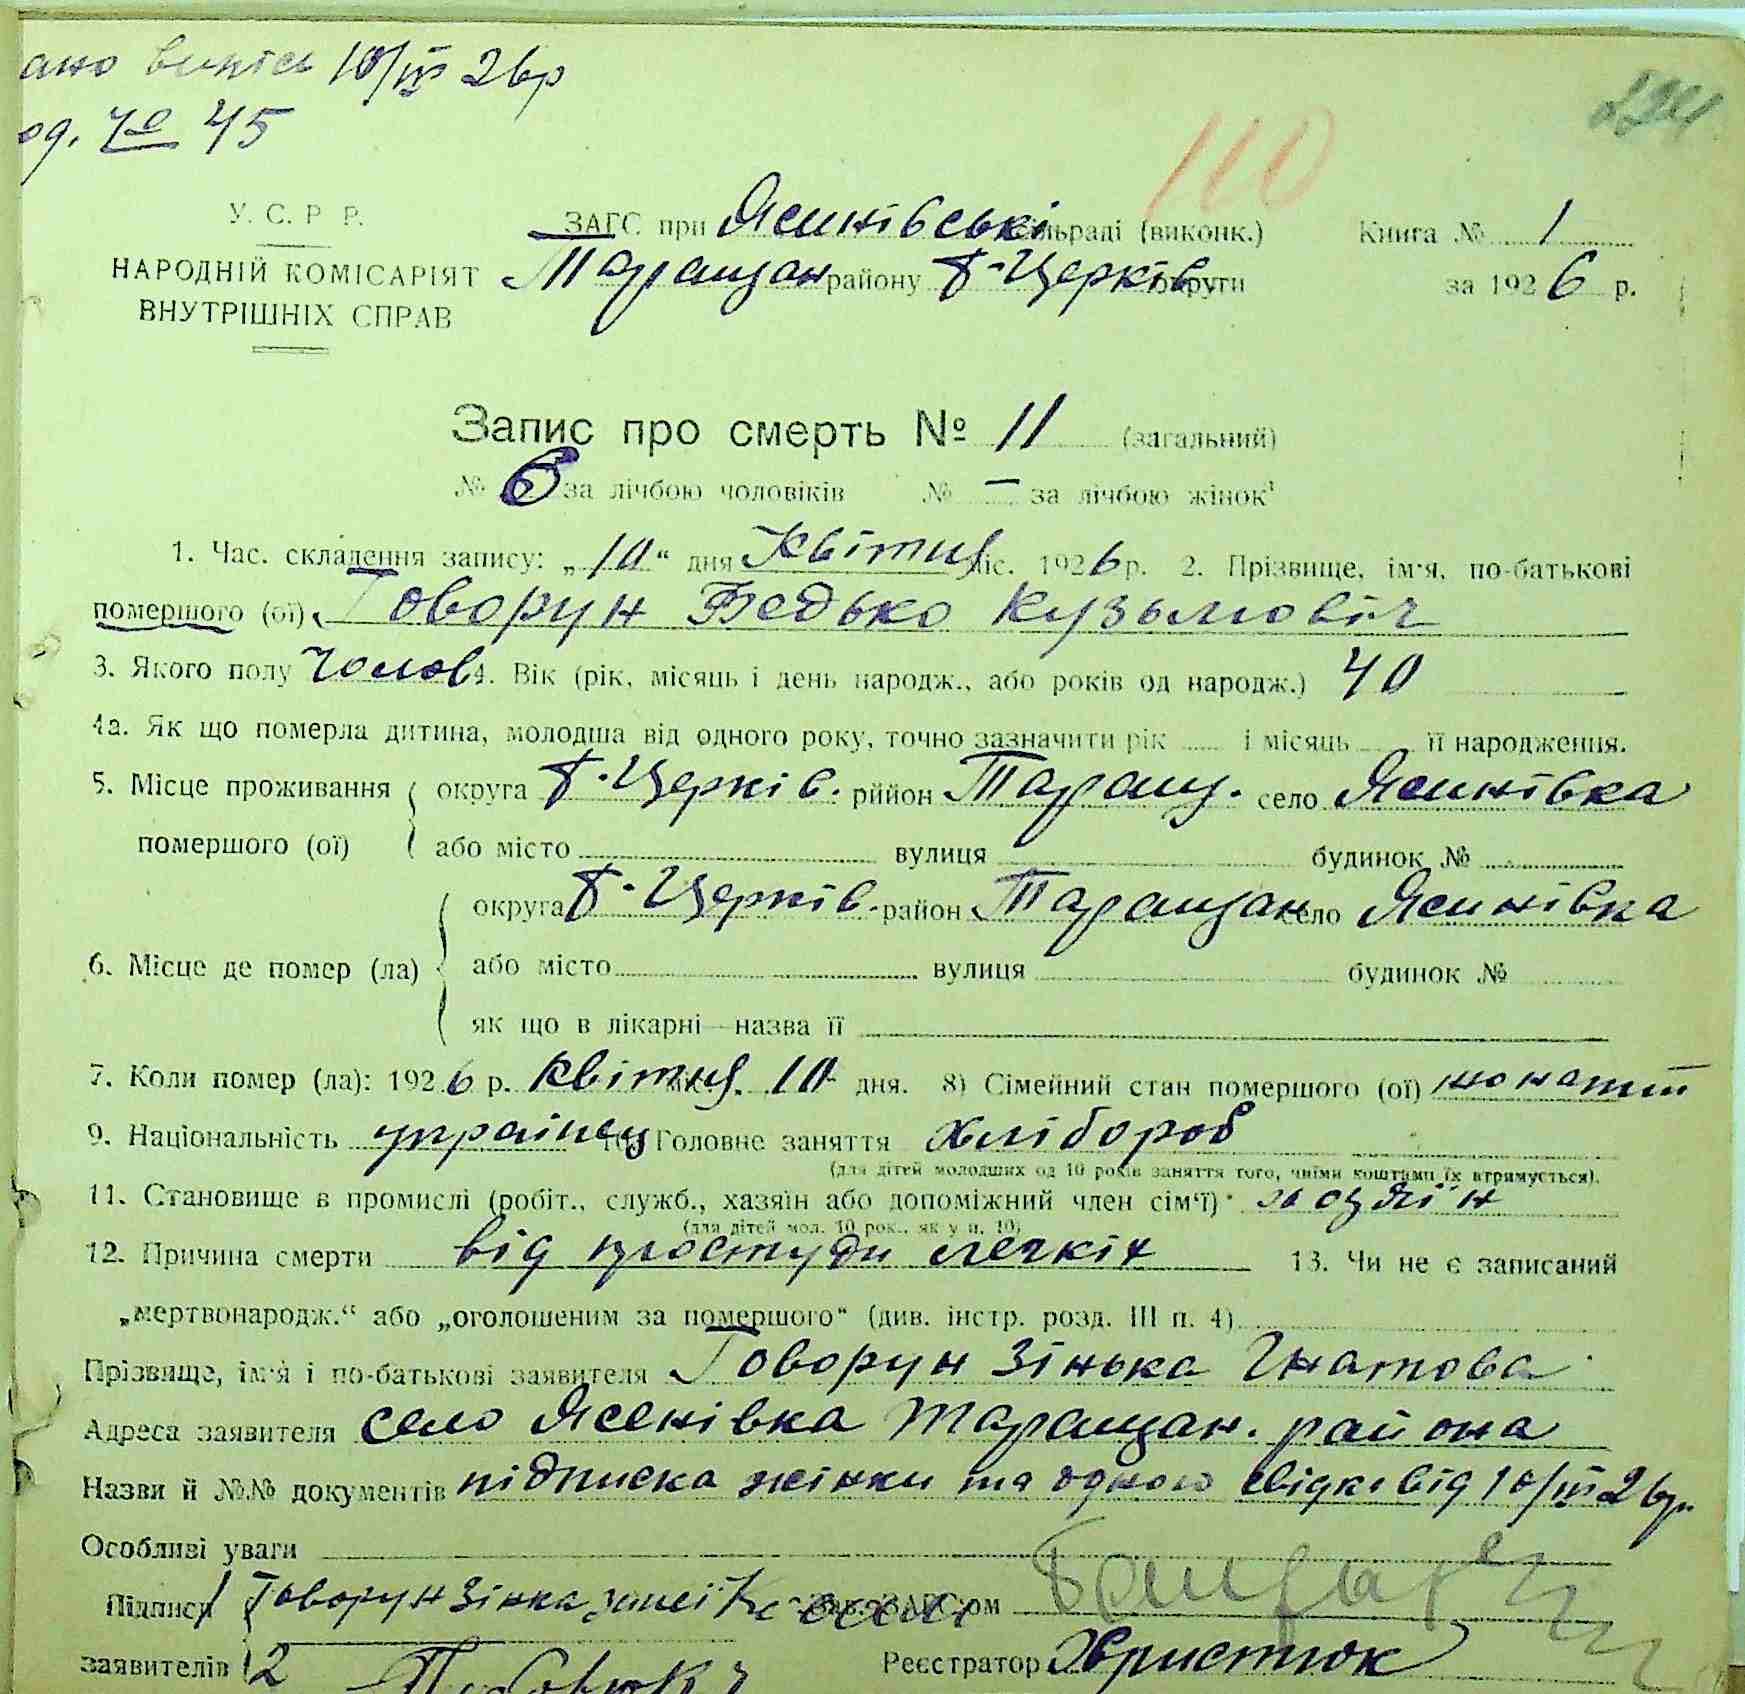 ано випісь 10/IV 26р
од. № 45
110
У. С. Р. Р.
НАРОДНІЙ КОМІСАРІЯТ
ВНУТРІШНІХ СПРАВ
ЗАГС при Ясинівські сільраді (виконк.)
Таращан району Б-Церків округи
Книга № 1
за 1926 р.
Запис про смерть № 11 (загальний)
№ 6 за лічбою чоловіків № — за лічбою жінок
1. Час. складення запису: „10“ дня Квітня міс. 1926 р. 2. Прізвище, ім'я, по-батькові
помершого (ої) Говорун Федько Кузьмовіч
3. Якого полу чолов 4. Вік (рік, місяць і день народж., або років од народж.) 40
4а. Як що померла дитина, молодша від одного року, точно зазначити рік і місяць її народження.
5. Місце проживання округа Б-Церків. рийон Таращ. село Ясинівка
помершого (ої) або місто вулиця будинок №
округа Б-Церків. район Таращан село Ясинівка
6. Місце де помер (ла) або місто вулиця будинок №
як що в лікарні—назва її
7. Коли помер (ла): 1926 р. Квітня міс. 10 дня. 8) Сімейний стан помершого (ої) жонатий
9. Національність українец 10. Головне заняття хлібороб
(для дітей молодших од 10 років заняття того, чиїми коштами їх втримується).
11. Становище в промислі (робіт., служб., хазяїн або допоміжний член сім'ї) хазяїн
(для дітей мол. 10 рок., як у п. 10)
12. Причина смерти від простуди легкіх 13. Чи не є записаний
„мертвонародж.“ або „оголошеним за помершого“ (див. інстр. розд. III п. 4)
Прізвище, ім'я і по-батькові заявителя Говорун Зінька Гнатова
Адреса заявителя село Ясенівка Таращан. района
Назви й №№ документів підписка жінки та одного свідка від 10/IV 26р.
Особливі уваги
Підписи 1 Говорун Зінка Зав. ЗАГС'ом
заявителів 2 Реєстратор Христюк